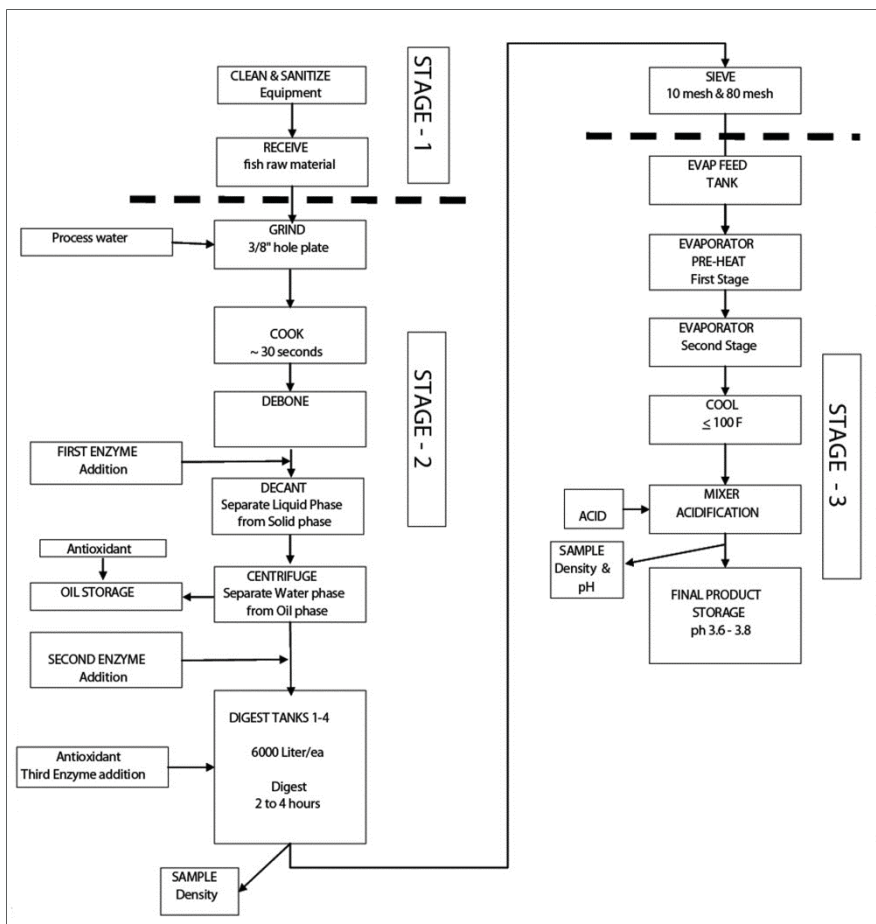 CLEAN & SANITIZE
Equipment
STAGE - 1
RECEIVE
fish raw material
Process water
GRIND
3/8" hole plate
COOK
~ 30 seconds
STAGE - 2
DEBONE
FIRST ENZYME
Addition
DECANT
Separate Liquid Phase
from Solid phase
Antioxidant
OIL STORAGE
CENTRIFUGE
Separate Water phase
from Oil phase
SECOND ENZYME
Addition
DIGEST TANKS 1-4
6000 Liter/ea
Digest
2 to 4 hours
Antioxidant
Third Enzyme addition
SAMPLE
Density
SIEVE
10 mesh & 80 mesh
EVAP FEED
TANK
EVAPORATOR
PRE-HEAT
First Stage
EVAPORATOR
Second Stage
STAGE - 3
COOL
≤ 100 F
ACID
MIXER
ACIDIFICATION
SAMPLE
Density &
pH
FINAL PRODUCT
STORAGE
ph 3.6 - 3.8